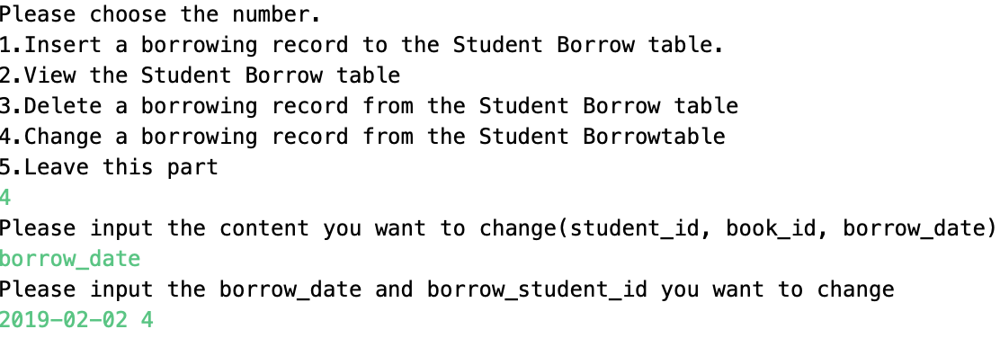 Please choose the number.
1.Insert a borrowing record to the Student Borrow table.
2.View the Student Borrow table
3.Delete a borrowing record from the Student Borrow table
4.Change a borrowing record from the Student Borrowtable
5.Leave this part
4
Please input the content you want to change(student_id, book_id, borrow_date)
borrow_date
Please input the borrow_date and borrow_student_id you want to change
2019-02-02 4